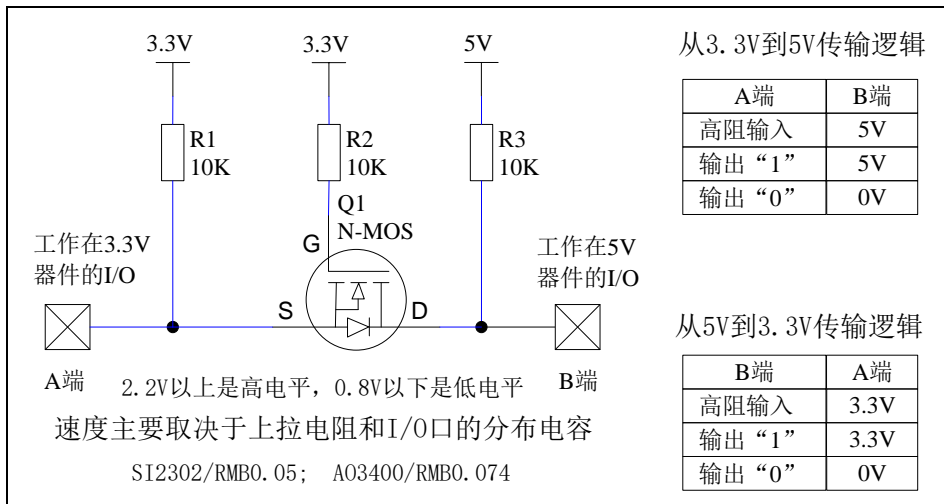 3.3V
3.3V
5V
R1
10K
R2
10K
R3
10K
Q1
N-MOS
G
S
D
工作在3.3V
器件的I/O
工作在5V
器件的I/O
A端
B端
2.2V以上是高电平，0.8V以下是低电平
速度主要取决于上拉电阻和I/O口的分布电容
SI2302/RMB0.05; AO3400/RMB0.074
从3.3V到5V传输逻辑
A端 B端
高阻输入 5V
输出“1” 5V
输出“0” 0V
从5V到3.3V传输逻辑
B端 A端
高阻输入 3.3V
输出“1” 3.3V
输出“0” 0V